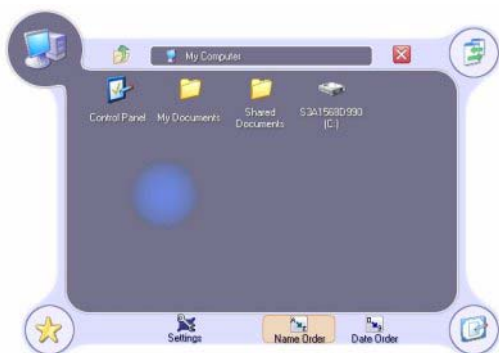 My Computer
Control Panel
My Documents
Shared
Documents
S3A1568D990
(C:)
Settings
Name Order
Date Order